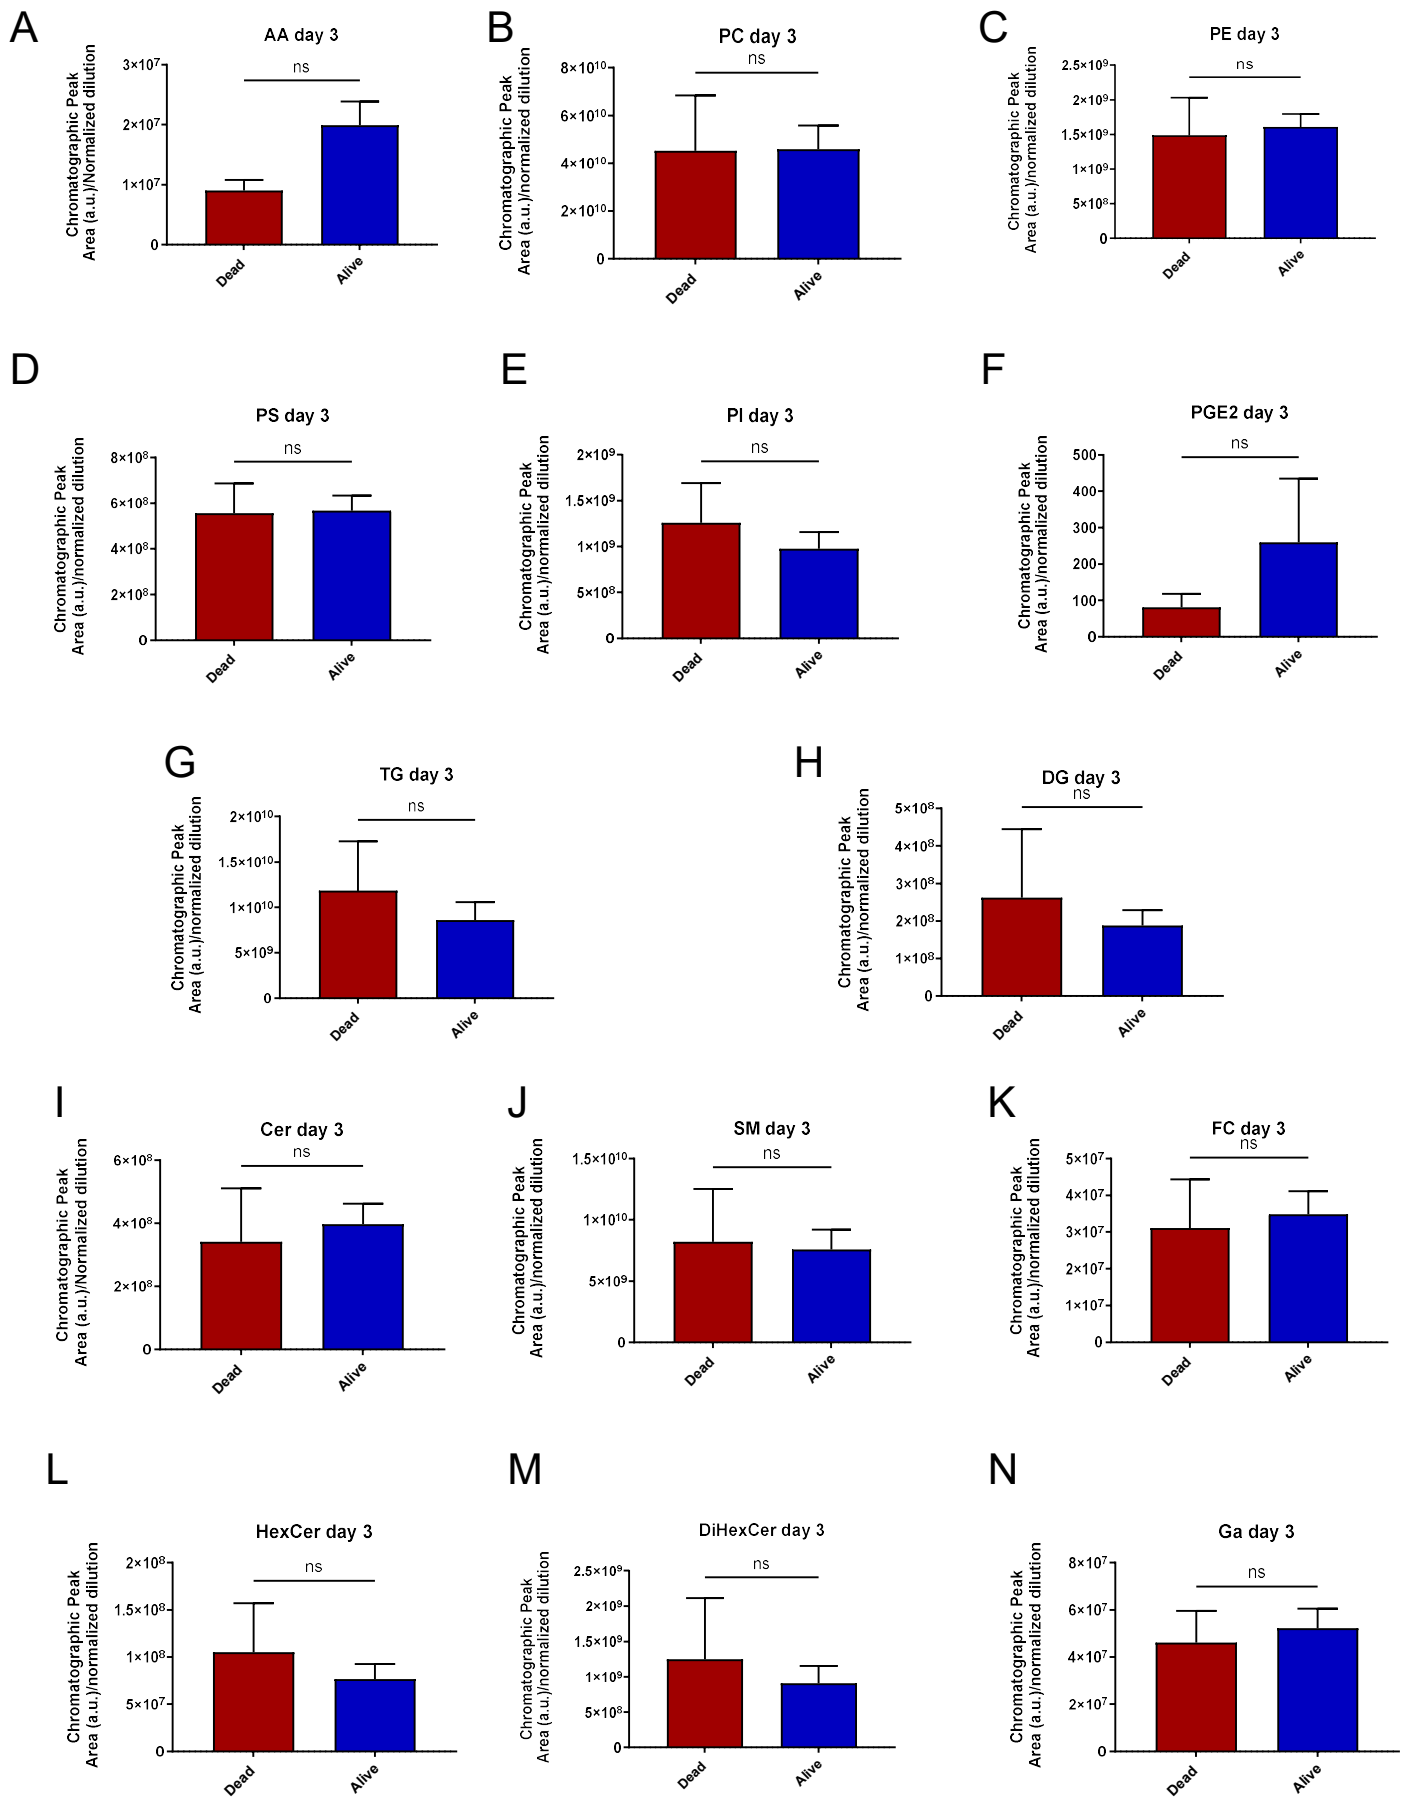 A
AA day 3
ns
Chromatographic Peak
Area (a.u.)/Normalized dilution
3×10⁷
2×10⁷
1×10⁷
0
Dead
Alive
B
PC day 3
ns
Chromatographic Peak
Area (a.u.)/normalized dilution
8×10¹⁰
6×10¹⁰
4×10¹⁰
2×10¹⁰
0
Dead
Alive
C
PE day 3
ns
Chromatographic Peak
Area (a.u.)/normalized dilution
2.5×10⁹
2×10⁹
1.5×10⁹
1×10⁹
5×10⁸
0
Dead
Alive
D
PS day 3
ns
Chromatographic Peak
Area (a.u.)/normalized dilution
8×10⁸
6×10⁸
4×10⁸
2×10⁸
0
Dead
Alive
E
PI day 3
ns
Chromatographic Peak
Area (a.u.)/normalized dilution
2×10⁹
1.5×10⁹
1×10⁹
5×10⁸
0
Dead
Alive
F
PGE2 day 3
ns
Chromatographic Peak
Area (a.u.)/normalized dilution
500
400
300
200
100
0
Dead
Alive
G
TG day 3
ns
Chromatographic Peak
Area (a.u.)/normalized dilution
2×10¹⁰
1.5×10¹⁰
1×10¹⁰
5×10⁹
0
Dead
Alive
H
DG day 3
ns
Chromatographic Peak
Area (a.u.)/normalized dilution
5×10⁸
4×10⁸
3×10⁸
2×10⁸
1×10⁸
0
Dead
Alive
I
Cer day 3
ns
Chromatographic Peak
Area (a.u.)/Normalized dilution
6×10⁸
4×10⁸
2×10⁸
0
Dead
Alive
J
SM day 3
ns
Chromatographic Peak
Area (a.u.)/normalized dilution
1.5×10¹⁰
1×10¹⁰
5×10⁹
0
Dead
Alive
K
FC day 3
ns
Chromatographic Peak
Area (a.u.)/normalized dilution
5×10⁷
4×10⁷
3×10⁷
2×10⁷
1×10⁷
0
Dead
Alive
L
HexCer day 3
ns
Chromatographic Peak
Area (a.u.)/normalized dilution
2×10⁸
1.5×10⁸
1×10⁸
5×10⁷
0
Dead
Alive
M
DiHexCer day 3
ns
Chromatographic Peak
Area (a.u.)/normalized dilution
2.5×10⁹
2×10⁹
1.5×10⁹
1×10⁹
5×10⁸
0
Dead
Alive
N
Ga day 3
ns
Chromatographic Peak
Area (a.u.)/normalized dilution
8×10⁷
6×10⁷
4×10⁷
2×10⁷
0
Dead
Alive